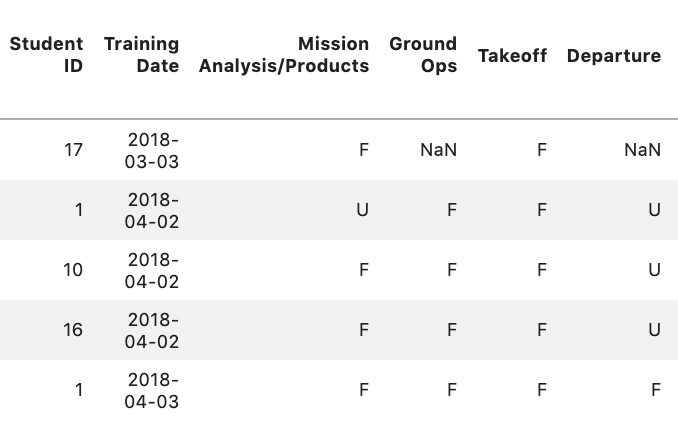 Student ID Training Date Mission Analysis/Products Ground Ops Takeoff Departure
17 2018-03-03 F NaN F NaN
1 2018-04-02 U F F U
10 2018-04-02 F F F U
16 2018-04-02 F F F U
1 2018-04-03 F F F F